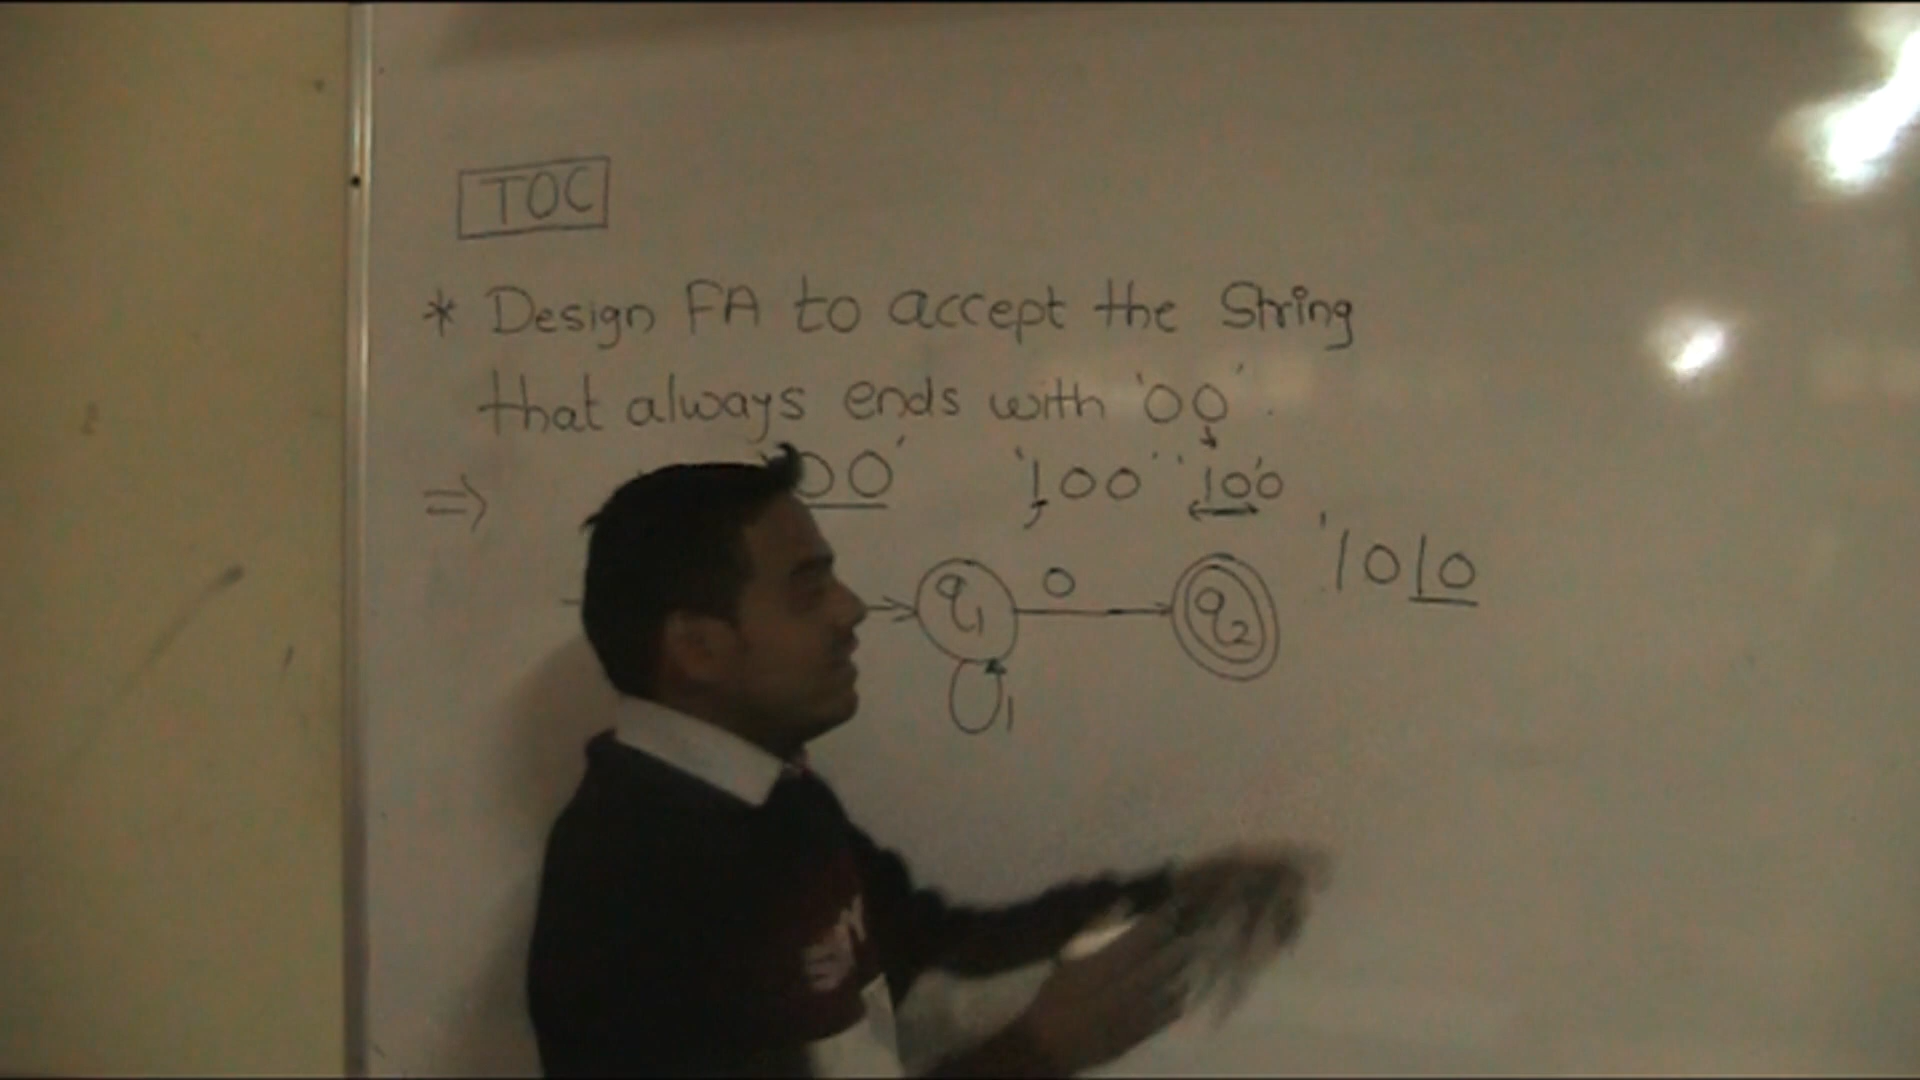 TOC
* Design FA to accept the String
that always ends with '00'.
⇒ 00' '100' '100'
'1010
q1 0 q2
1